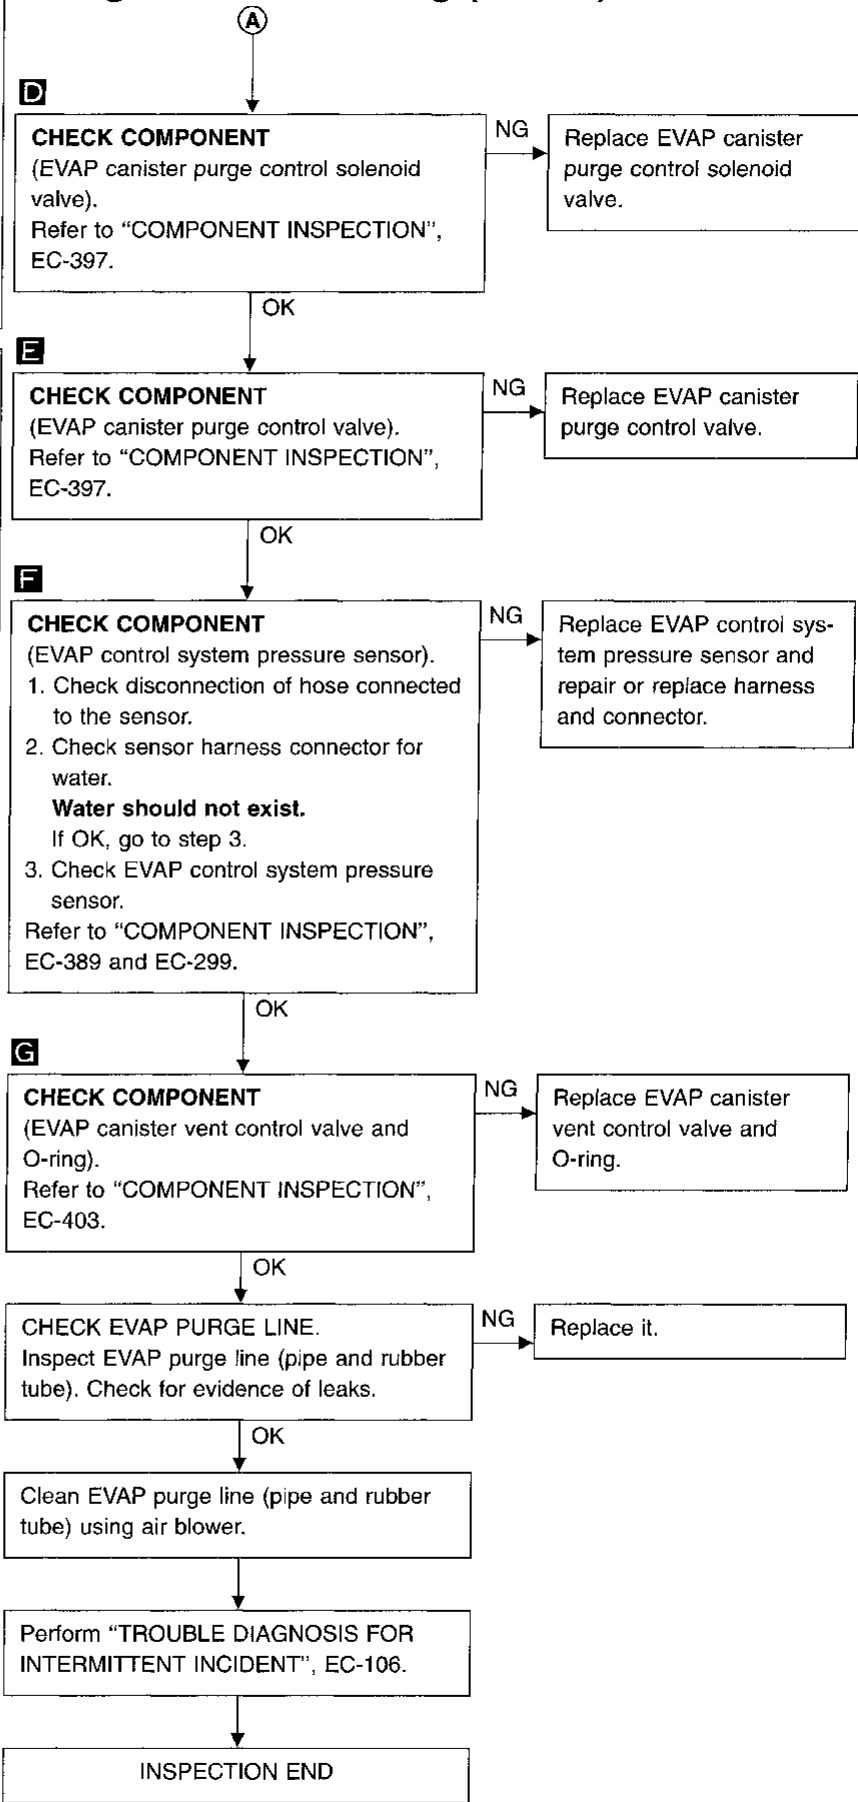 A
D
CHECK COMPONENT
(EVAP canister purge control solenoid
valve).
Refer to “COMPONENT INSPECTION”,
EC-397.
NG
Replace EVAP canister
purge control solenoid
valve.
OK
E
CHECK COMPONENT
(EVAP canister purge control valve).
Refer to “COMPONENT INSPECTION”,
EC-397.
NG
Replace EVAP canister
purge control valve.
OK
F
CHECK COMPONENT
(EVAP control system pressure sensor).
1. Check disconnection of hose connected
to the sensor.
2. Check sensor harness connector for
water.
Water should not exist.
If OK, go to step 3.
3. Check EVAP control system pressure
sensor.
Refer to “COMPONENT INSPECTION”,
EC-389 and EC-299.
NG
Replace EVAP control sys-
tem pressure sensor and
repair or replace harness
and connector.
OK
G
CHECK COMPONENT
(EVAP canister vent control valve and
O-ring).
Refer to “COMPONENT INSPECTION”,
EC-403.
NG
Replace EVAP canister
vent control valve and
O-ring.
OK
CHECK EVAP PURGE LINE.
Inspect EVAP purge line (pipe and rubber
tube). Check for evidence of leaks.
NG
Replace it.
OK
Clean EVAP purge line (pipe and rubber
tube) using air blower.
Perform “TROUBLE DIAGNOSIS FOR
INTERMITTENT INCIDENT”, EC-106.
INSPECTION END